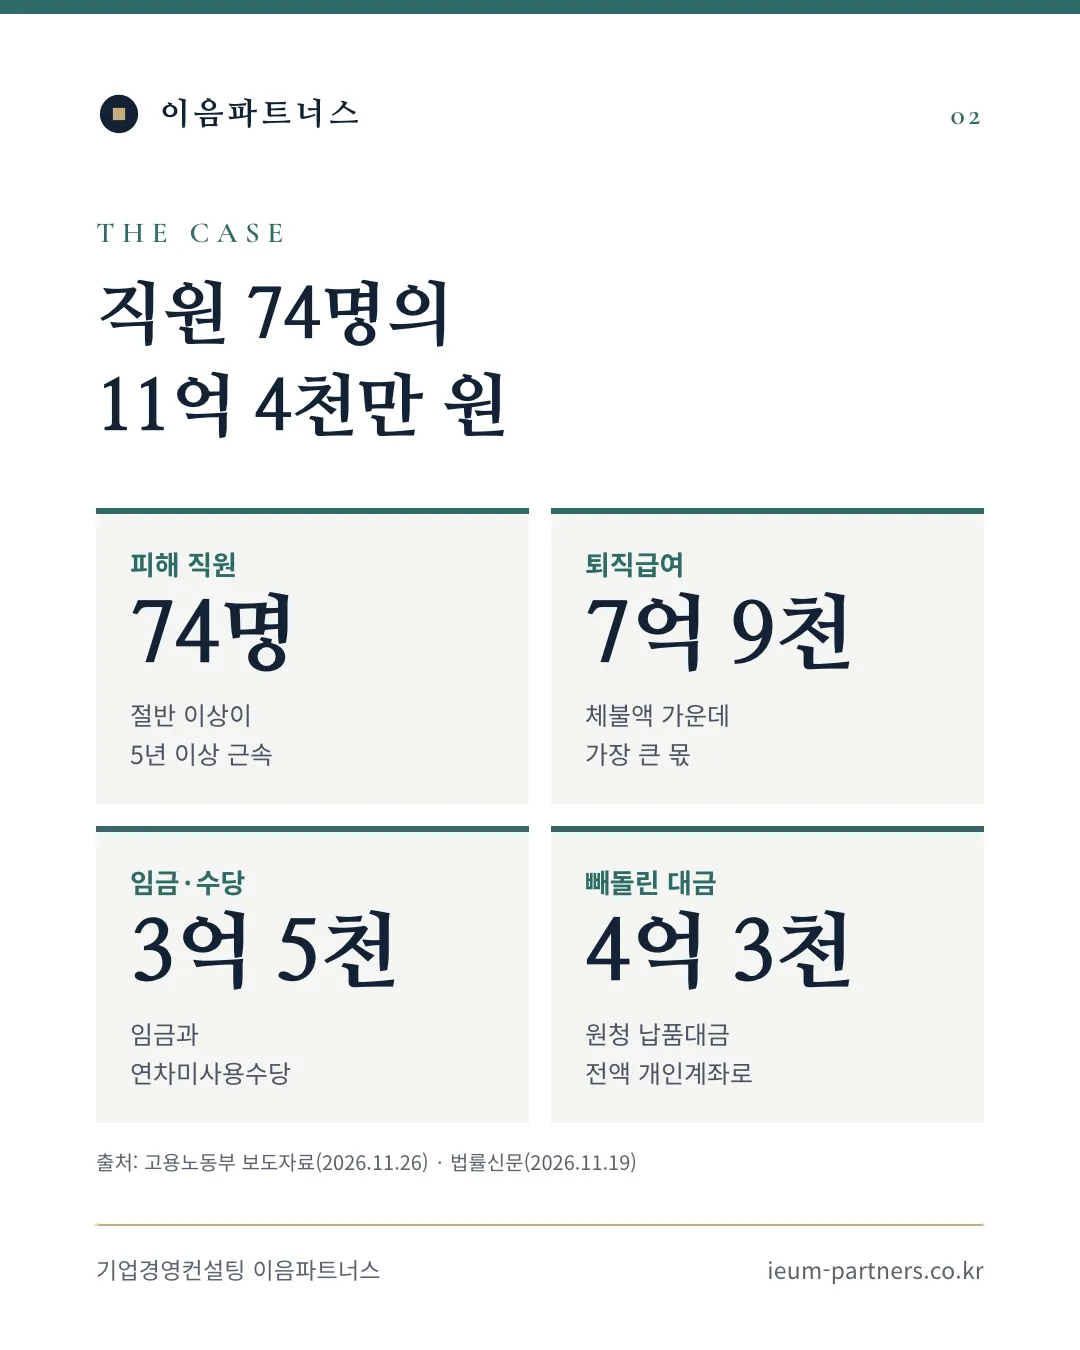 이음파트너스
02
THE CASE
직원 74명의
11억 4천만 원
피해 직원
74명
절반 이상이
5년 이상 근속
퇴직급여
7억 9천
체불액 가운데
가장 큰 몫
임금·수당
3억 5천
임금과
연차미사용수당
빼돌린 대금
4억 3천
원청 납품대금
전액 개인계좌로
출처: 고용노동부 보도자료(2026.11.26) · 법률신문(2026.11.19)
기업경영컨설팅 이음파트너스
ieum-partners.co.kr